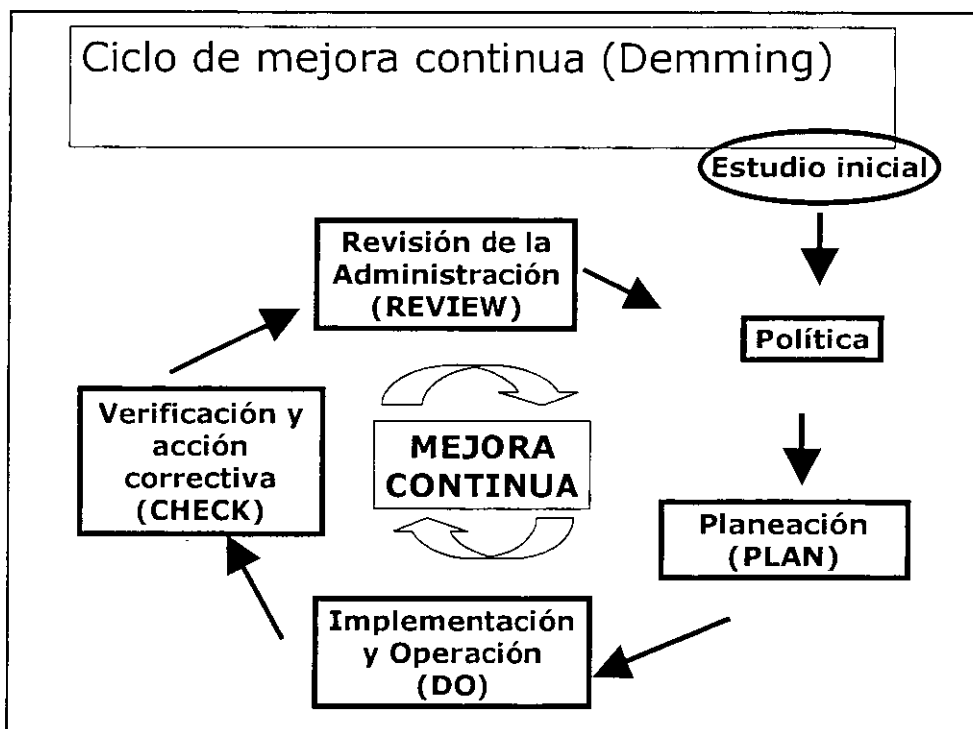 Ciclo de mejora continua (Demming)
Estudio inicial
Revisión de la
Administración
(REVIEW)
Política
Verificación y
acción
correctiva
(CHECK)
MEJORA
CONTINUA
Planeación
(PLAN)
Implementación
y Operación
(DO)